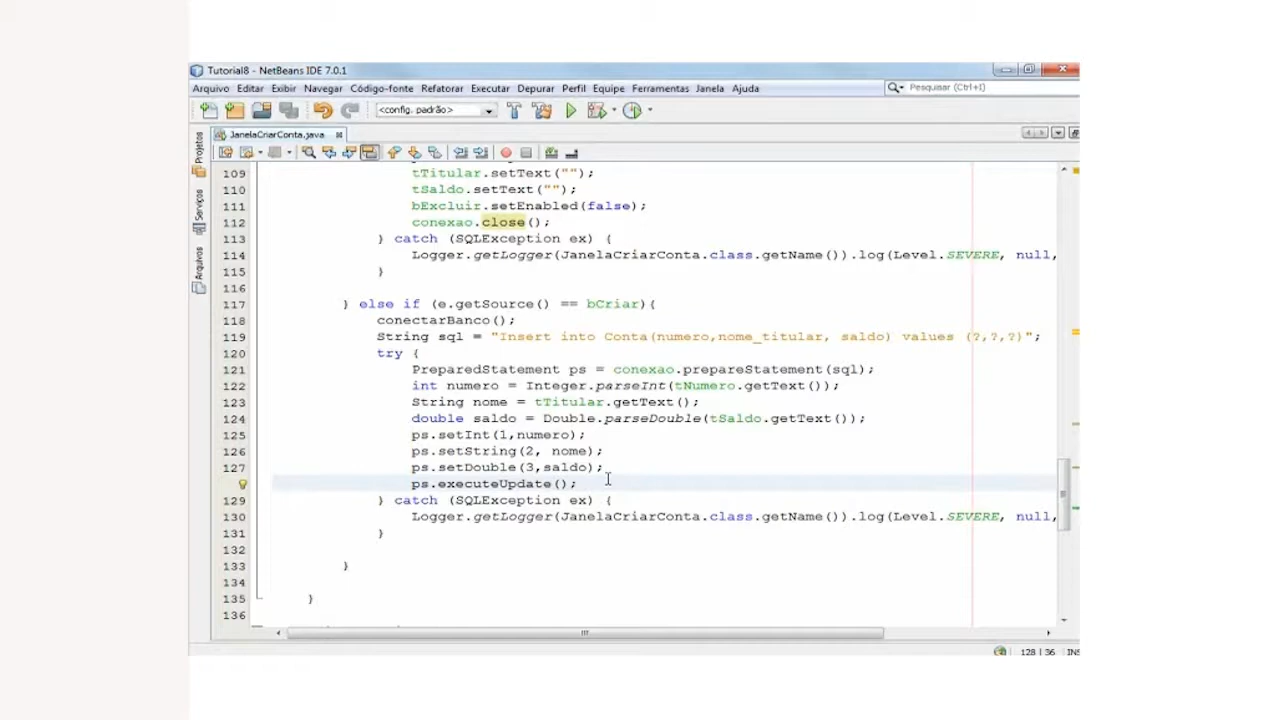 Tutorial8 - NetBeans IDE 7.0.1
Arquivo Editar Exibir Navegar Código-fonte Refatorar Executar Depurar Perfil Equipe Ferramentas Janela Ajuda
Pesquisar (Ctrl+I)
<config. padrão>
JanelaCriarConta.java
Projetos
Serviços
Arquivos
109 tTitular.setText("");
110 tSaldo.setText("");
111 bExcluir.setEnabled(false);
112 conexao.close();
113 } catch (SQLException ex) {
114 Logger.getLogger(JanelaCriarConta.class.getName()).log(Level.SEVERE, null,
115 }
116
117 } else if (e.getSource() == bCriar){
118 conectarBanco();
119 String sql = "Insert into Conta(numero,nome_titular, saldo) values (?,?,?)";
120 try {
121 PreparedStatement ps = conexao.prepareStatement(sql);
122 int numero = Integer.parseInt(tNumero.getText());
123 String nome = tTitular.getText();
124 double saldo = Double.parseDouble(tSaldo.getText());
125 ps.setInt(1,numero);
126 ps.setString(2, nome);
127 ps.setDouble(3,saldo);
ps.executeUpdate();
129 } catch (SQLException ex) {
130 Logger.getLogger(JanelaCriarConta.class.getName()).log(Level.SEVERE, null,
131 }
132
133 }
134
135 }
136
128 | 36 INS